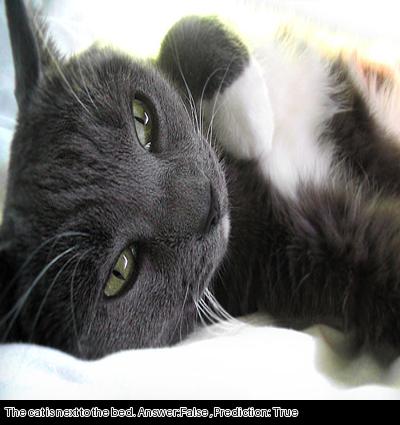 The cat is next to the bed. Answer:False, Prediction: True